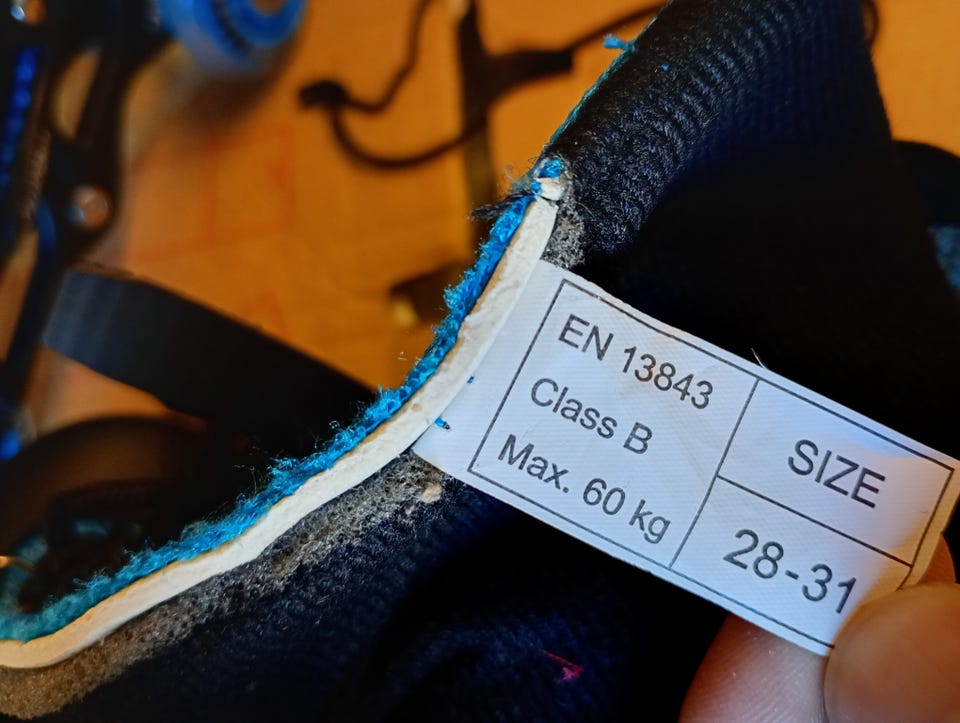 EN 13843
Class B
Max. 60 kg
SIZE
28-31